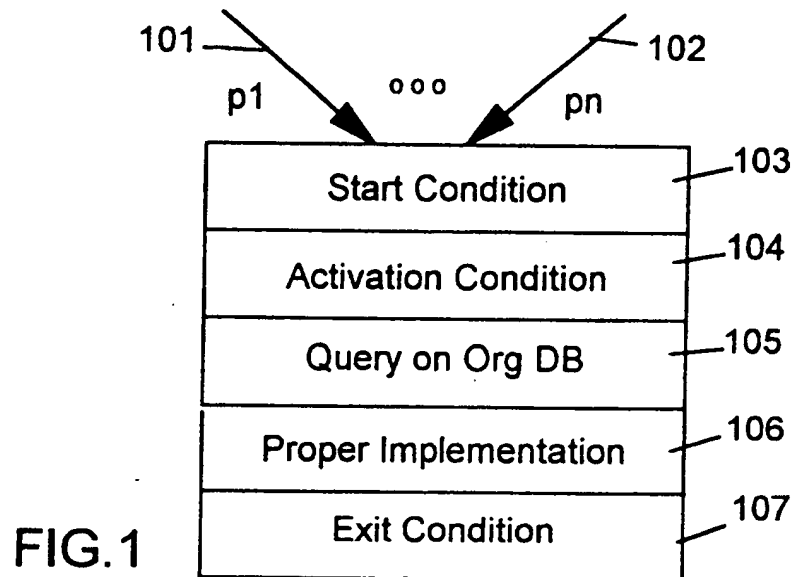 101
102
p1
ooo
pn
Start Condition
103
Activation Condition
104
Query on Org DB
105
Proper Implementation
106
Exit Condition
107
FIG.1